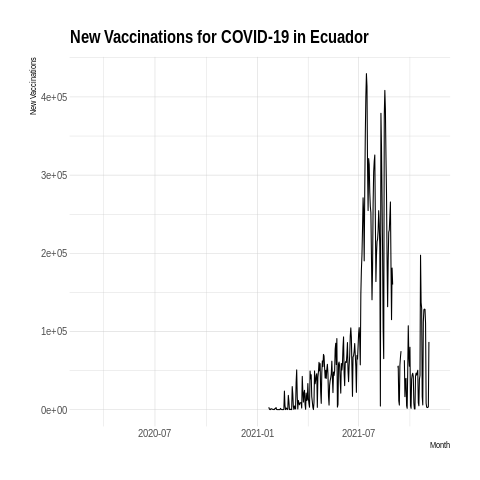 New Vaccinations for COVID-19 in Ecuador
New Vaccinations
4e+05
3e+05
2e+05
1e+05
0e+00
2020-07
2021-01
2021-07
Month